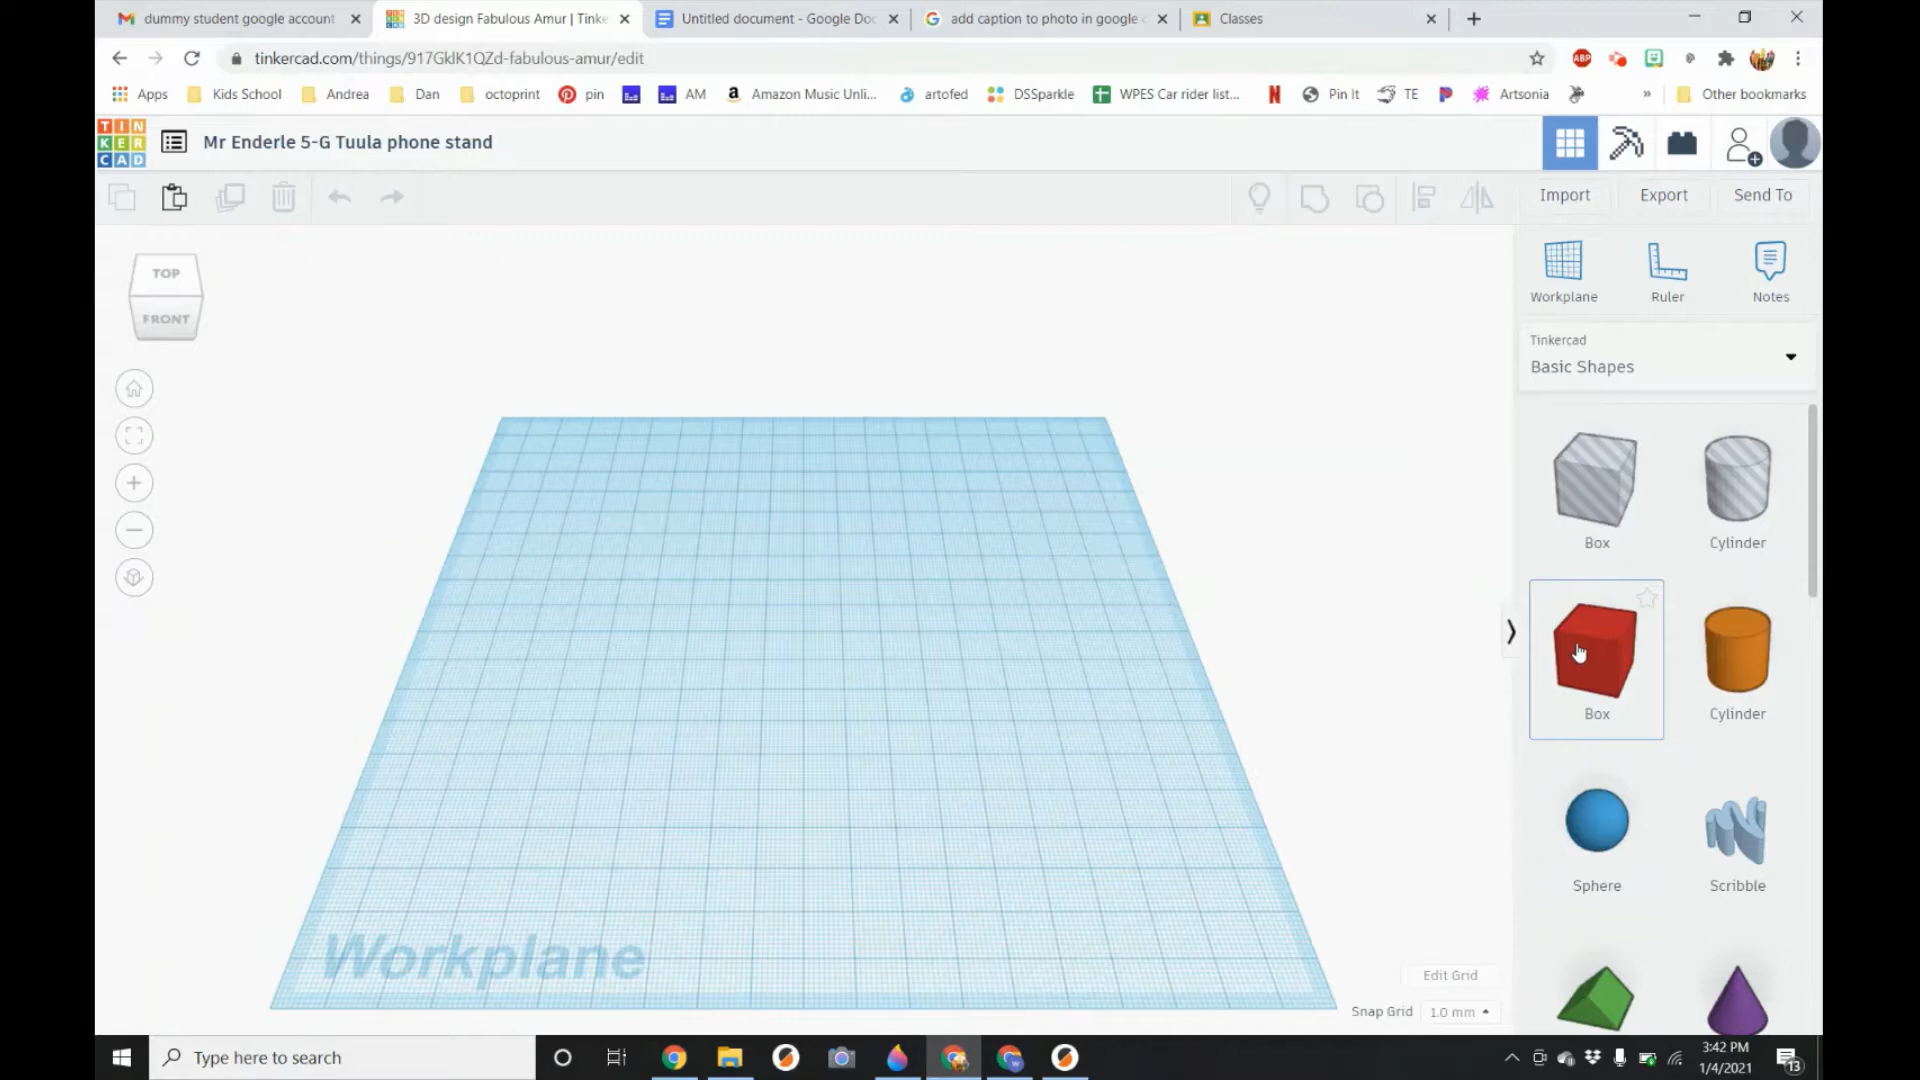 dummy student google account
3D design Fabulous Amur | Tinke
Untitled document - Google Doc
add caption to photo in google
Classes
tinkercad.com/things/917GklK1QZd-fabulous-amur/edit
ABP
Apps
Kids School
Andrea
Dan
octoprint
pin
AM
Amazon Music Unli...
artofed
DSSparkle
WPES Car rider list...
Pin It
TE
Artsonia
»
Other bookmarks
TIN
KER
CAD
Mr Enderle 5-G Tuula phone stand
Import
Export
Send To
TOP
FRONT
Workplane
Ruler
Notes
Tinkercad
Basic Shapes
Box
Cylinder
Box
Cylinder
Sphere
Scribble
Workplane
Edit Grid
Snap Grid
1.0 mm
Type here to search
3:42 PM
1/4/2021
13